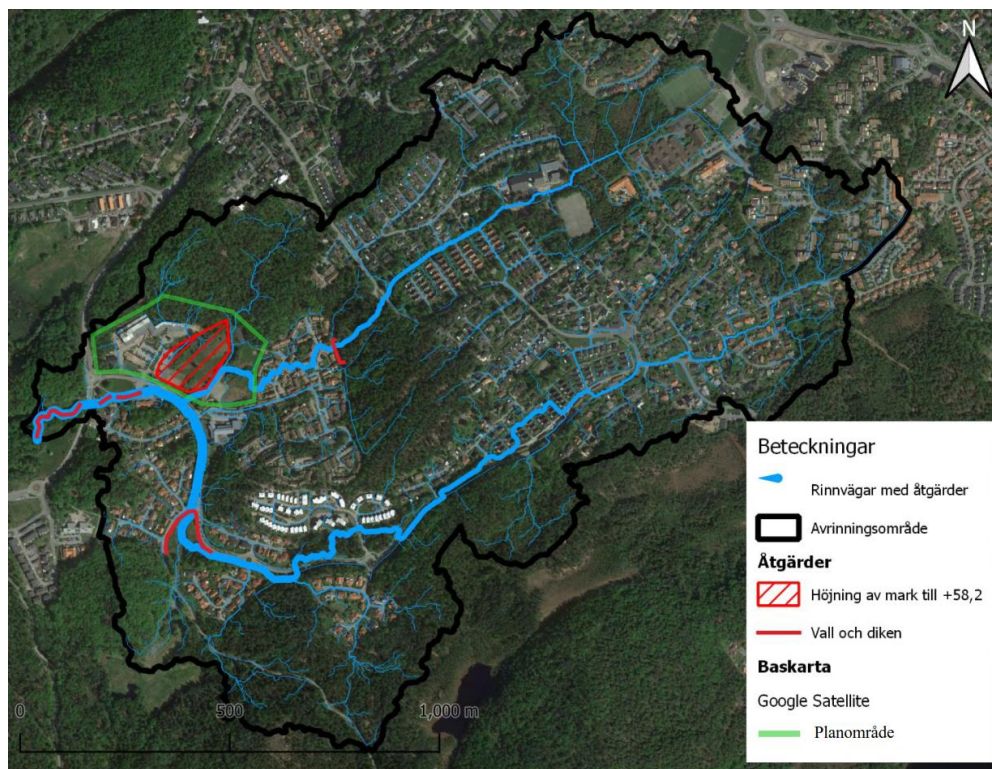 N
Beteckningar
Rinnvägar med åtgärder
Avrinningsområde
Åtgärder
Höjning av mark till +58,2
Vall och diken
Baskarta
Google Satellite
Planområde
0 500 1,000 m